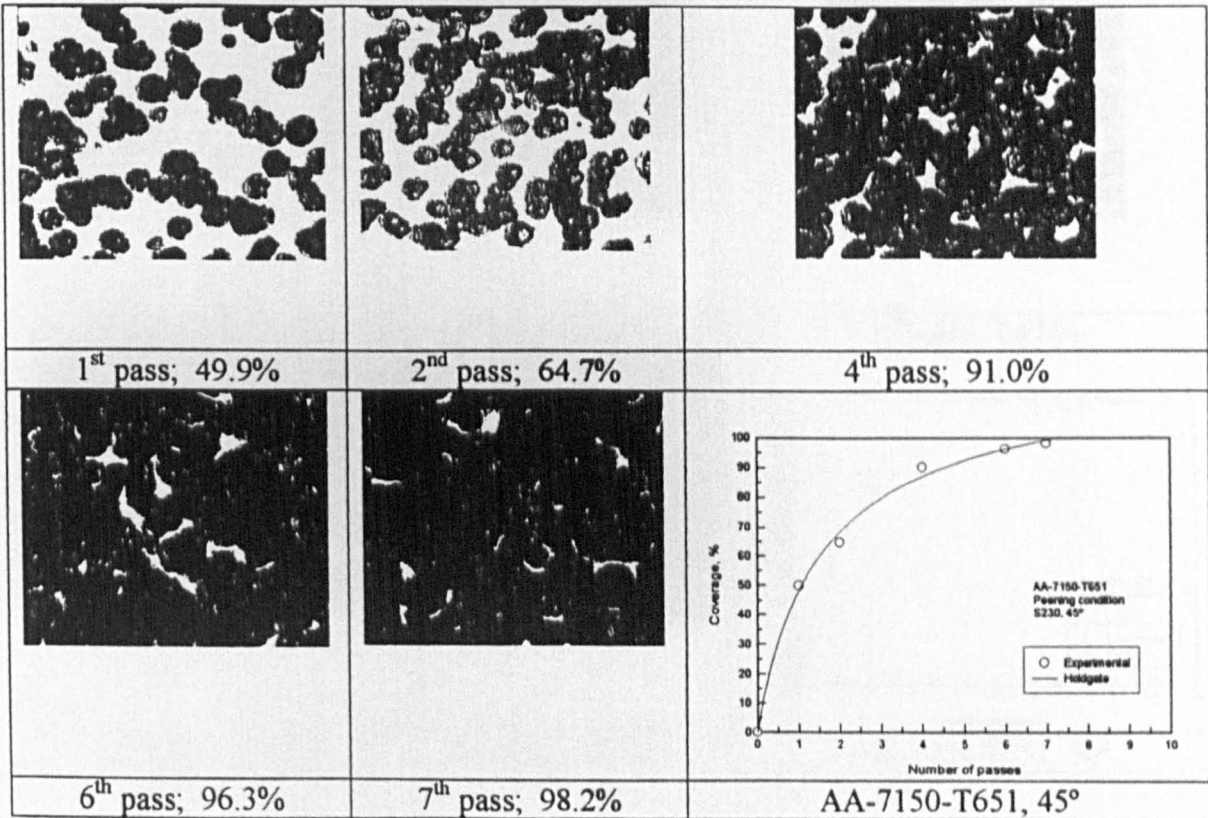 1st pass; 49.9%
2nd pass; 64.7%
4th pass; 91.0%
100
90
80
70
60
50
40
30
20
10
0
Coverage, %
AA-7150-T651
Peening condition
S230, 45º
Experimental
Holdgate
0 1 2 3 4 5 6 7 8 9 10
Number of passes
6th pass; 96.3%
7th pass; 98.2%
AA-7150-T651, 45º